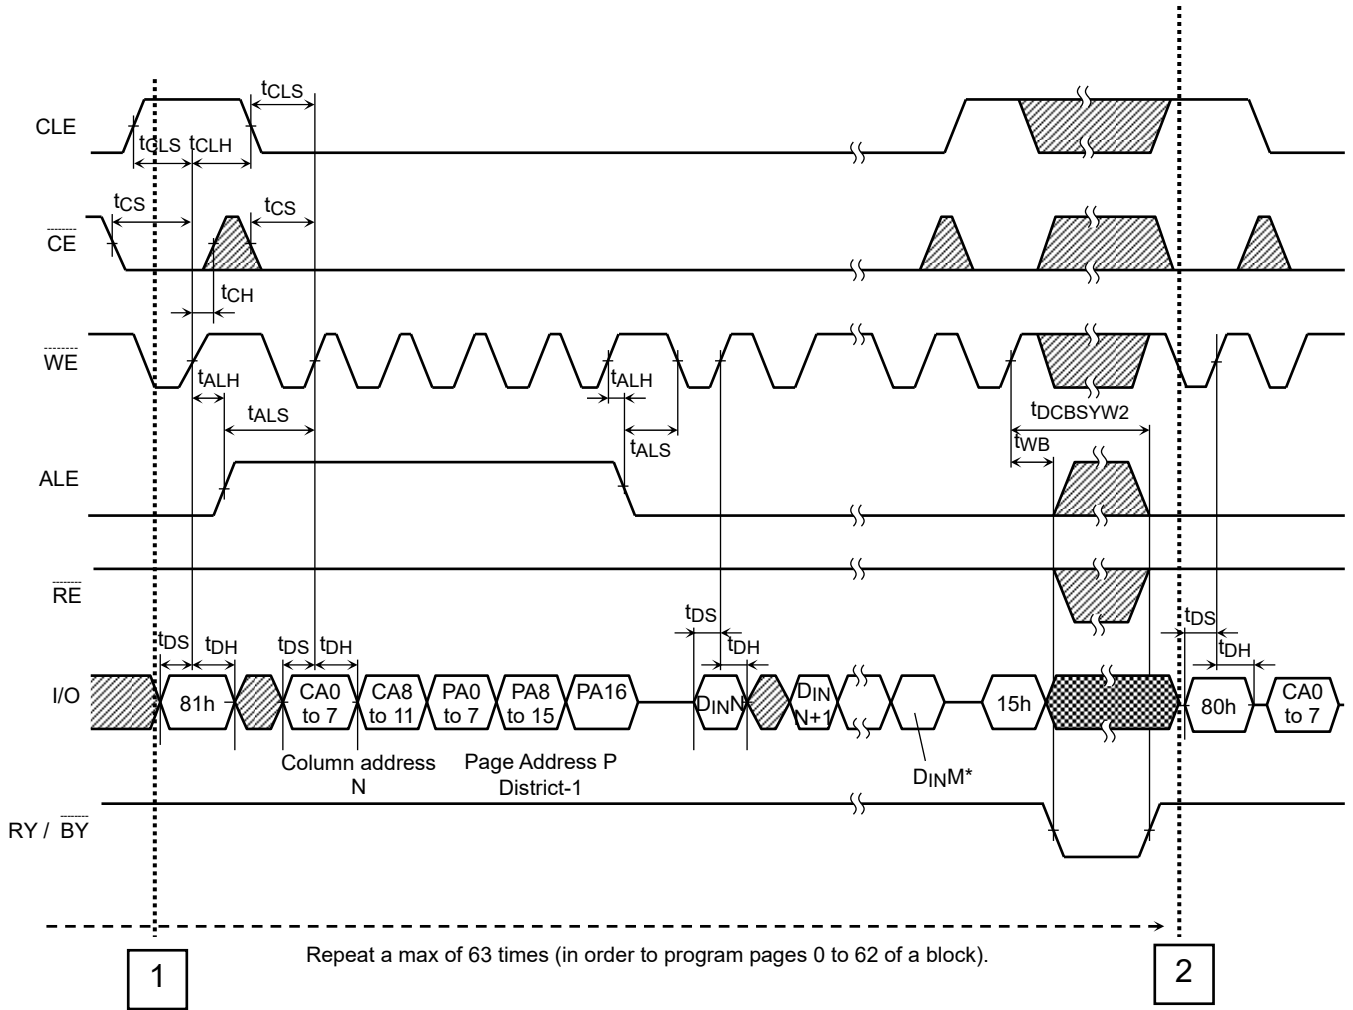 tCLS
CLE
tCLS tCLH
tCS tCS
CE
tCH
WE
tALH tALH
tALS tDCBSYW2
tALS tWB
ALE
RE
tDS tDS
tDS tDH tDS tDH tDH tDH
I/O 81h CA0 to 7 CA8 to 11 PA0 to 7 PA8 to 15 PA16 DINN DIN N+1 15h 80h CA0 to 7
Column address N
Page Address P District-1
DINM*
RY / BY
Repeat a max of 63 times (in order to program pages 0 to 62 of a block).
1
2